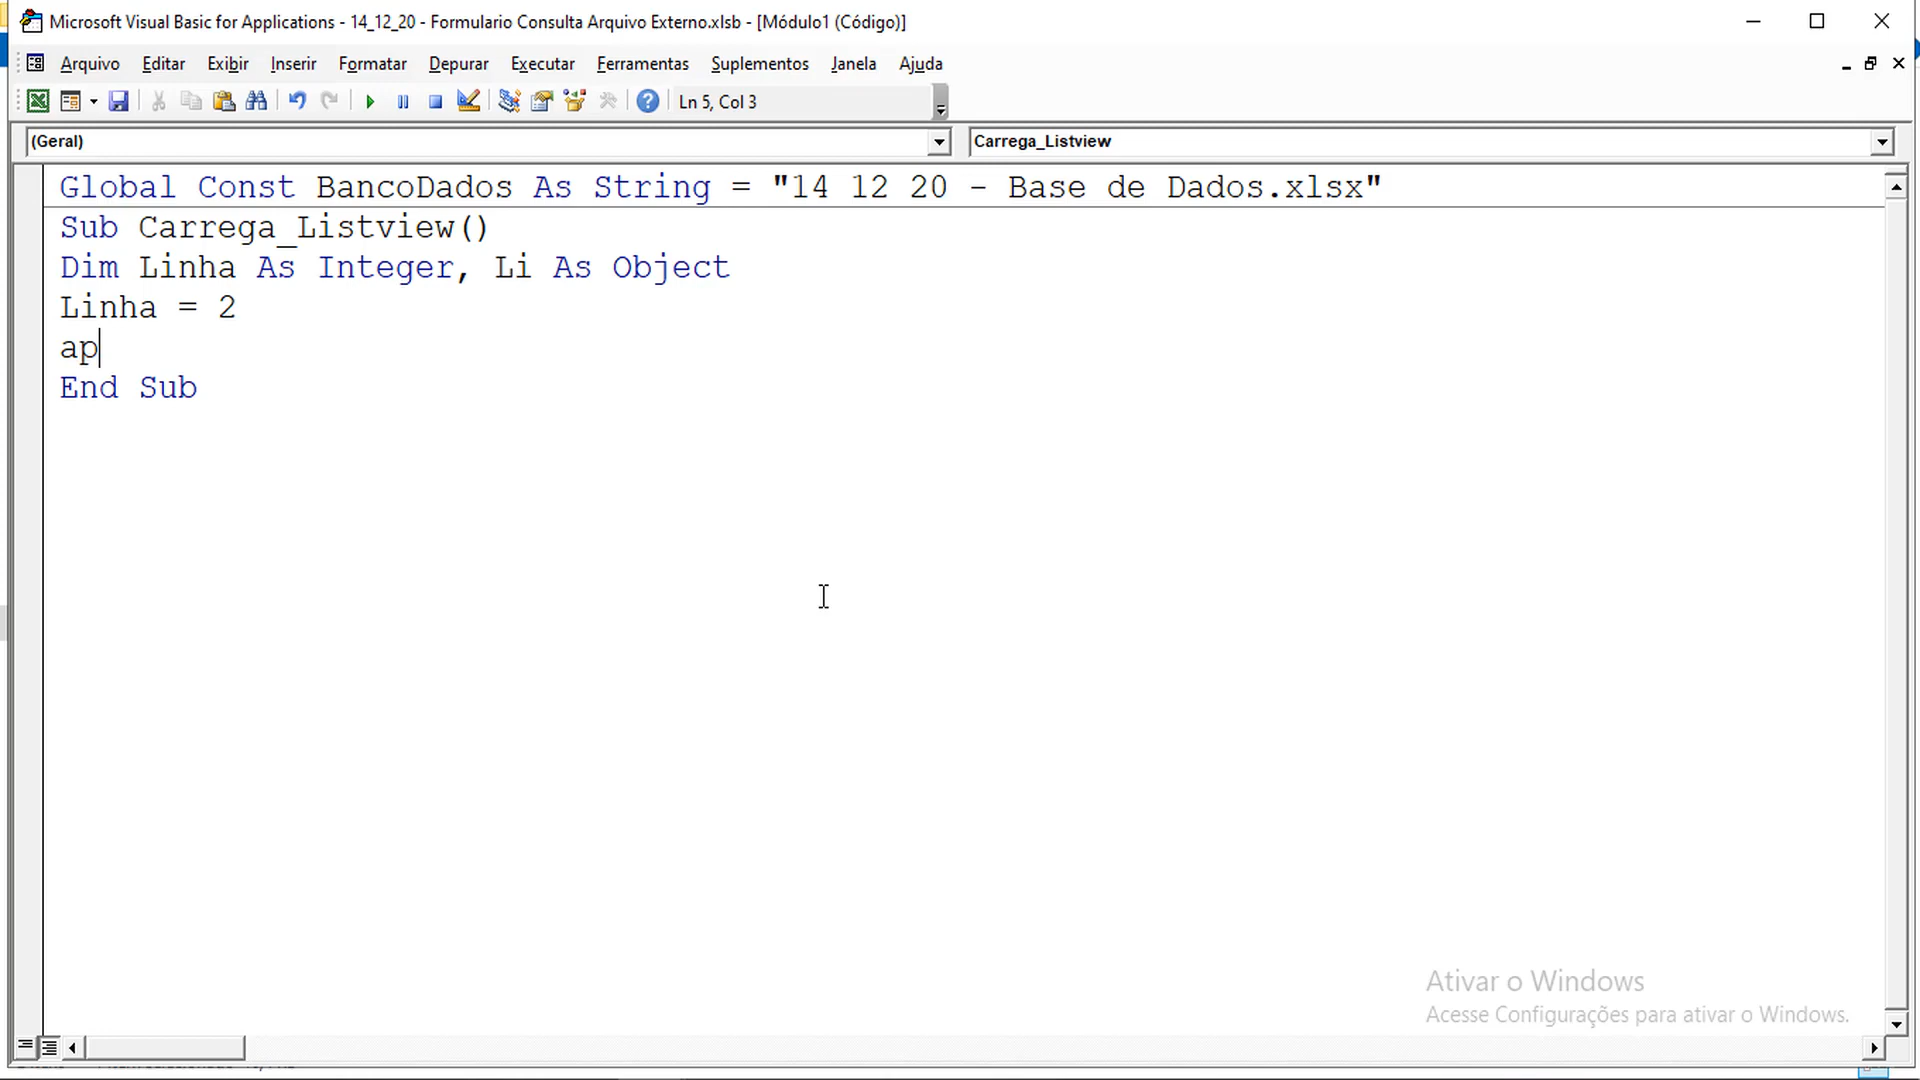 Microsoft Visual Basic for Applications - 14_12_20 - Formulario Consulta Arquivo Externo.xlsb - [Módulo1 (Código)]
Arquivo Editar Exibir Inserir Formatar Depurar Executar Ferramentas Suplementos Janela Ajuda
Ln 5, Col 3
(Geral) Carrega_Listview
Global Const BancoDados As String = "14 12 20 - Base de Dados.xlsx"
Sub Carrega_Listview()
Dim Linha As Integer, Li As Object
Linha = 2
ap
End Sub
Ativar o Windows
Acesse Configurações para ativar o Windows.